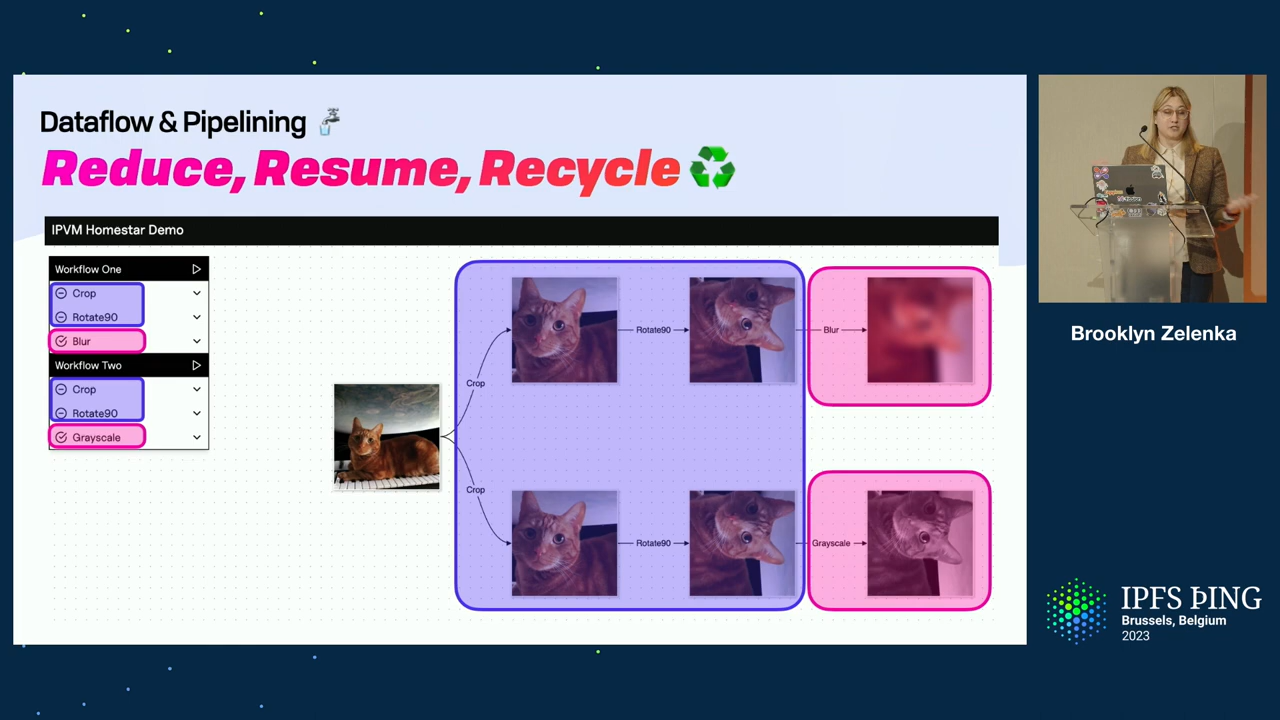 Dataflow & Pipelining
Reduce, Resume, Recycle
IPVM Homestar Demo
Workflow One
Crop
Rotate90
Blur
Workflow Two
Crop
Rotate90
Grayscale
Crop
Rotate90
Blur
Crop
Rotate90
Grayscale
Brooklyn Zelenka
IPFS ÞING
Brussels, Belgium
2023